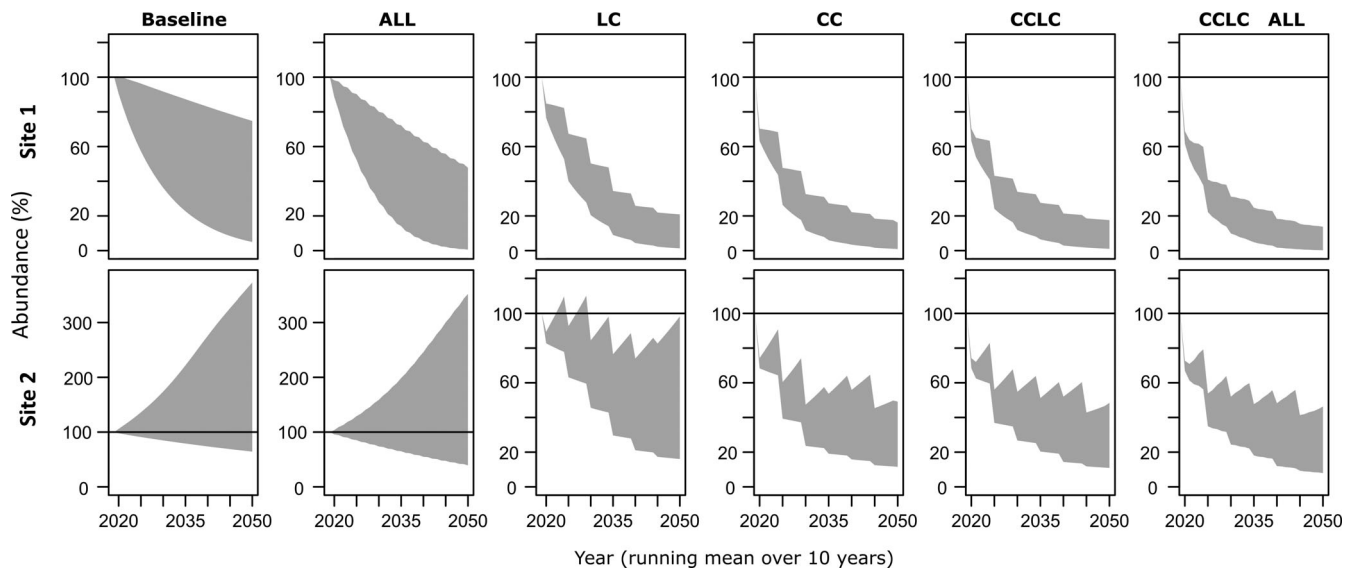 Baseline ALL LC CC CCLC CCLC ALL
Abundance (%)
Site 1
100 100 100 100 100 100
60 60 60 60 60 60
20 20 20 20 20 20
0 0 0 0 0 0
Site 2
300 300 100 100 100 100
200 200 60 60 60 60
100 100 20 20 20 20
0 0 0 0 0 0
2020 2035 2050 2020 2035 2050 2020 2035 2050 2020 2035 2050 2020 2035 2050 2020 2035 2050
Year (running mean over 10 years)